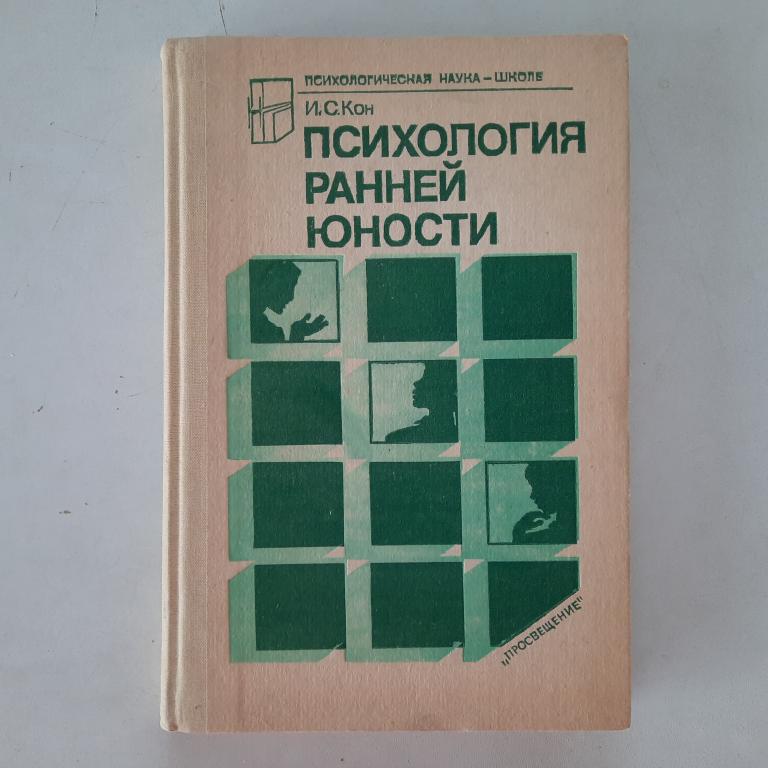 ПСИХОЛОГИЧЕСКАЯ НАУКА – ШКОЛЕ
И.С.КОН
ПСИХОЛОГИЯ
РАННЕЙ
ЮНОСТИ
„ПРОСВЕЩЕНИЕ"